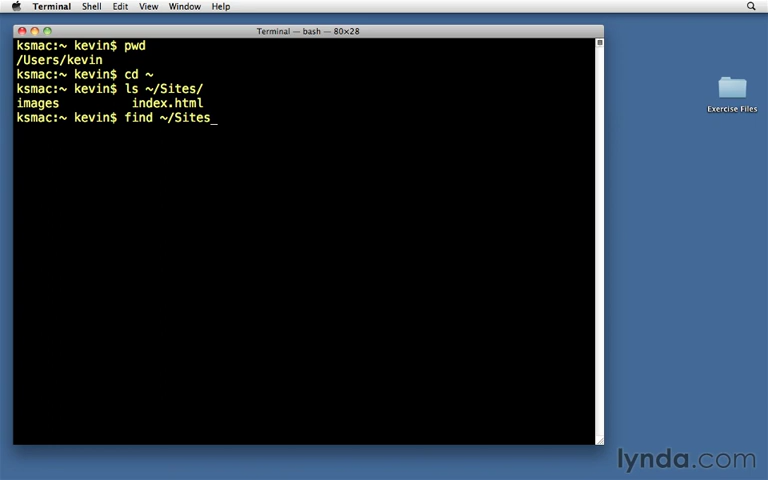 Terminal Shell Edit View Window Help
Terminal — bash — 80×28
ksmac:~ kevin$ pwd
/Users/kevin
ksmac:~ kevin$ cd ~
ksmac:~ kevin$ ls ~/Sites/
images index.html
ksmac:~ kevin$ find ~/Sites_
Exercise Files
lynda.com